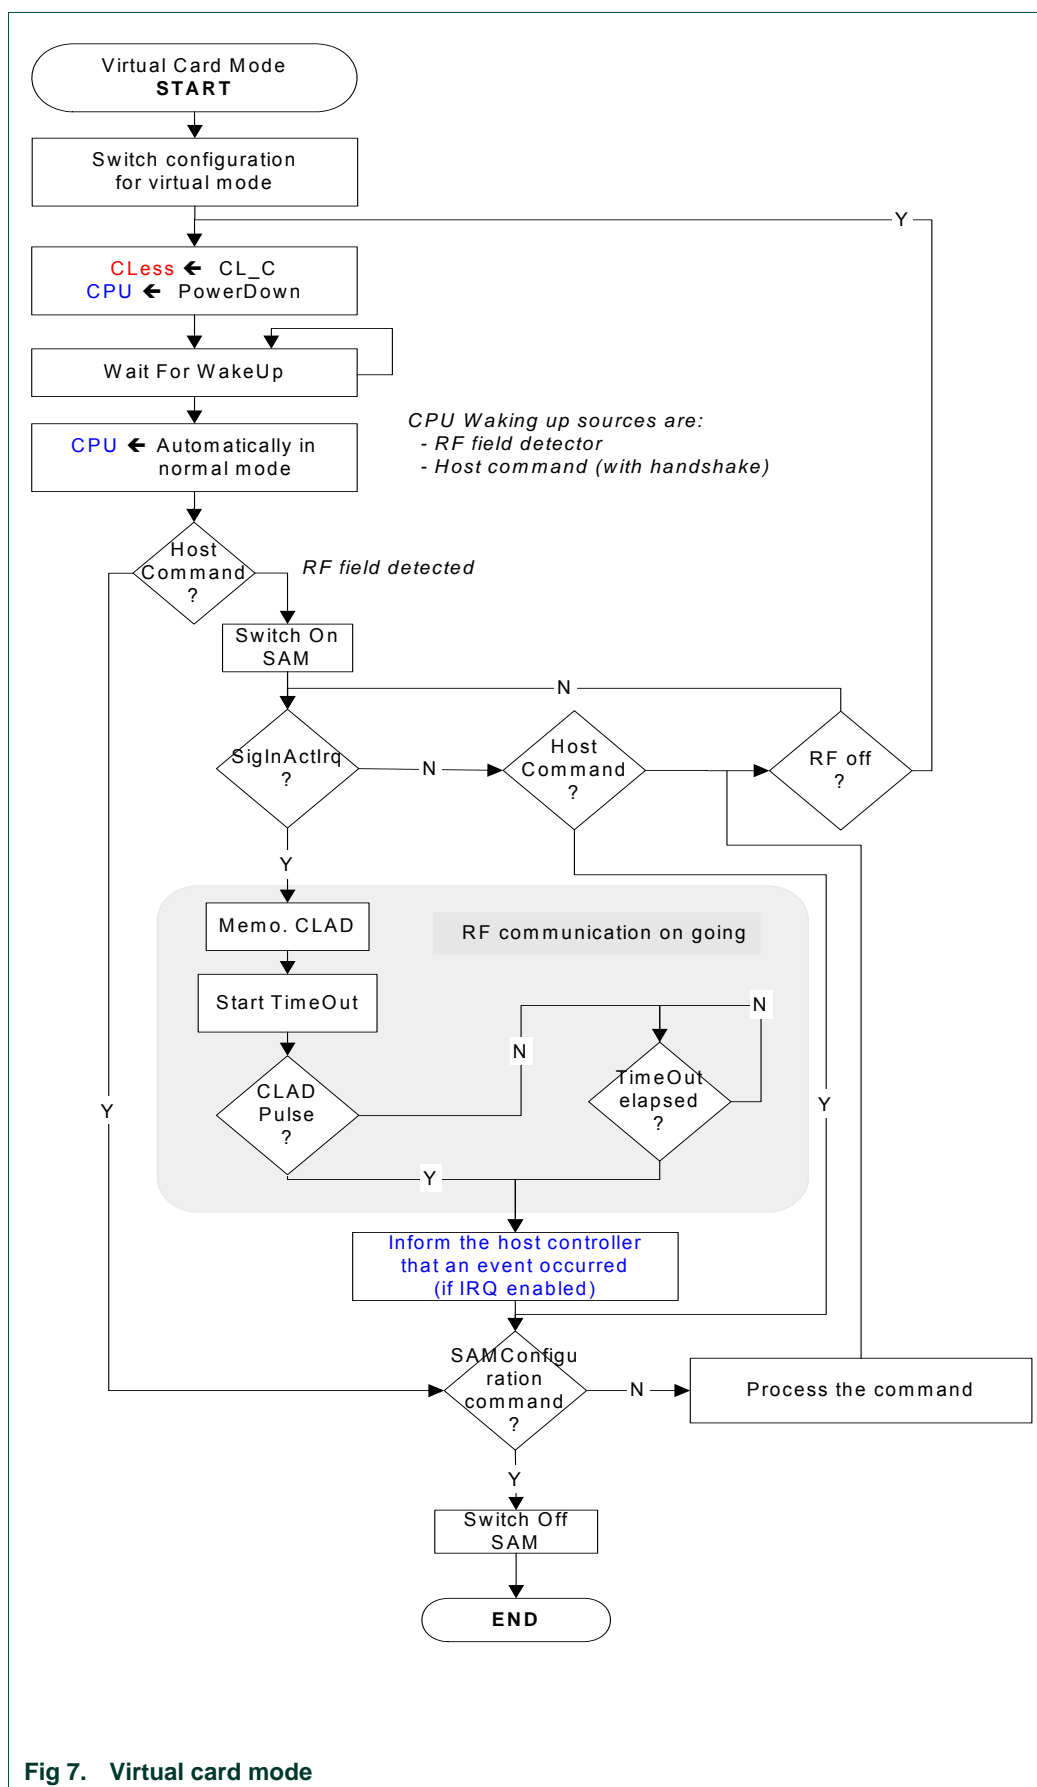 Virtual Card Mode
START
Switch configuration
for virtual mode
Y
CLess 🡸 CL_C
CPU 🡸 PowerDown
Wait For WakeUp
CPU 🡸 Automatically in
normal mode
CPU Waking up sources are:
- RF field detector
- Host command (with handshake)
Host
Command
?
RF field detected
Switch On
SAM
N
SigInActIrq
?
N
Host
Command
?
RF off
?
Y
Memo. CLAD
RF communication on going
Start TimeOut
N
N
CLAD
Pulse
?
TimeOut
elapsed
?
Y
Y
Y
Inform the host controller
that an event occurred
(if IRQ enabled)
SAMConfigu
ration
command
?
N
Process the command
Y
Switch Off
SAM
END
Fig 7. Virtual card mode